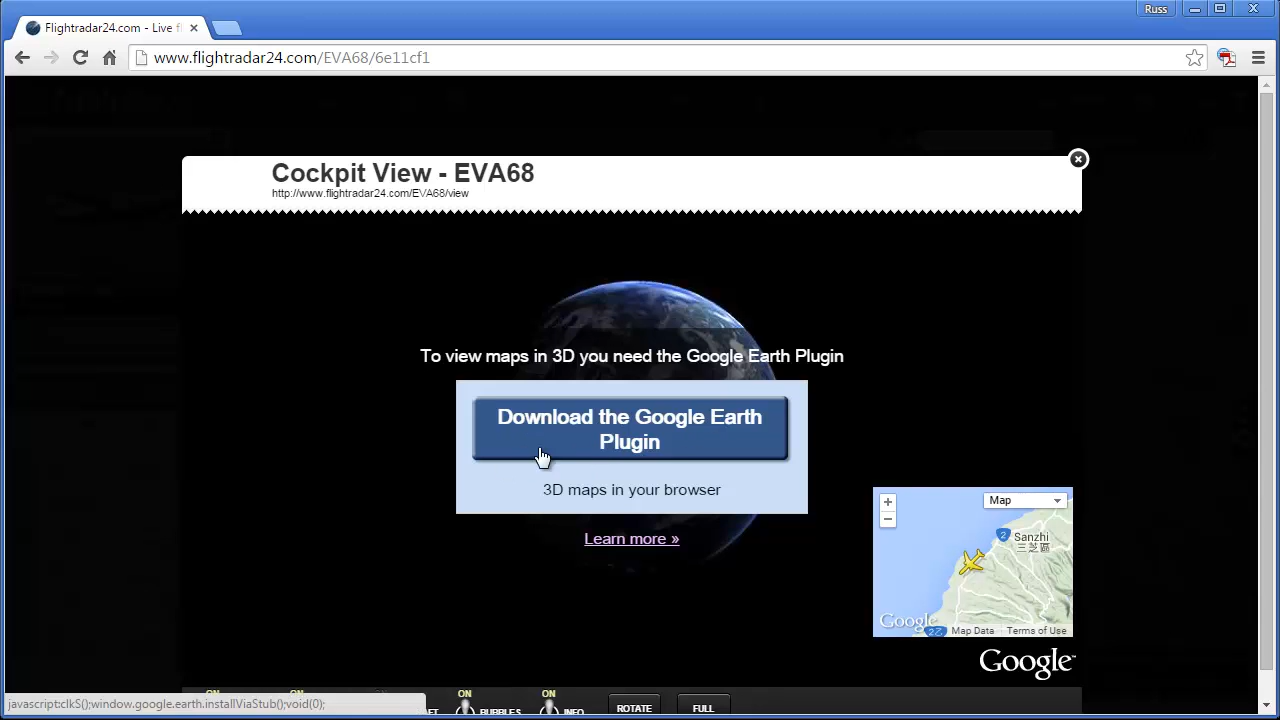 Russ
Flightradar24.com - Live fl
www.flightradar24.com/EVA68/6e11cf1
Cockpit View - EVA68
http://www.flightradar24.com/EVA68/view
To view maps in 3D you need the Google Earth Plugin
Download the Google Earth
Plugin
3D maps in your browser
Learn more »
Map
2
Sanzhi
三芝區
Google
Map Data
Terms of Use
Google
ON
ON
ON
ON
BUBBLES
INFO
ROTATE
FULL
javascript:clkS();window.google.earth.installViaStub();void(0);